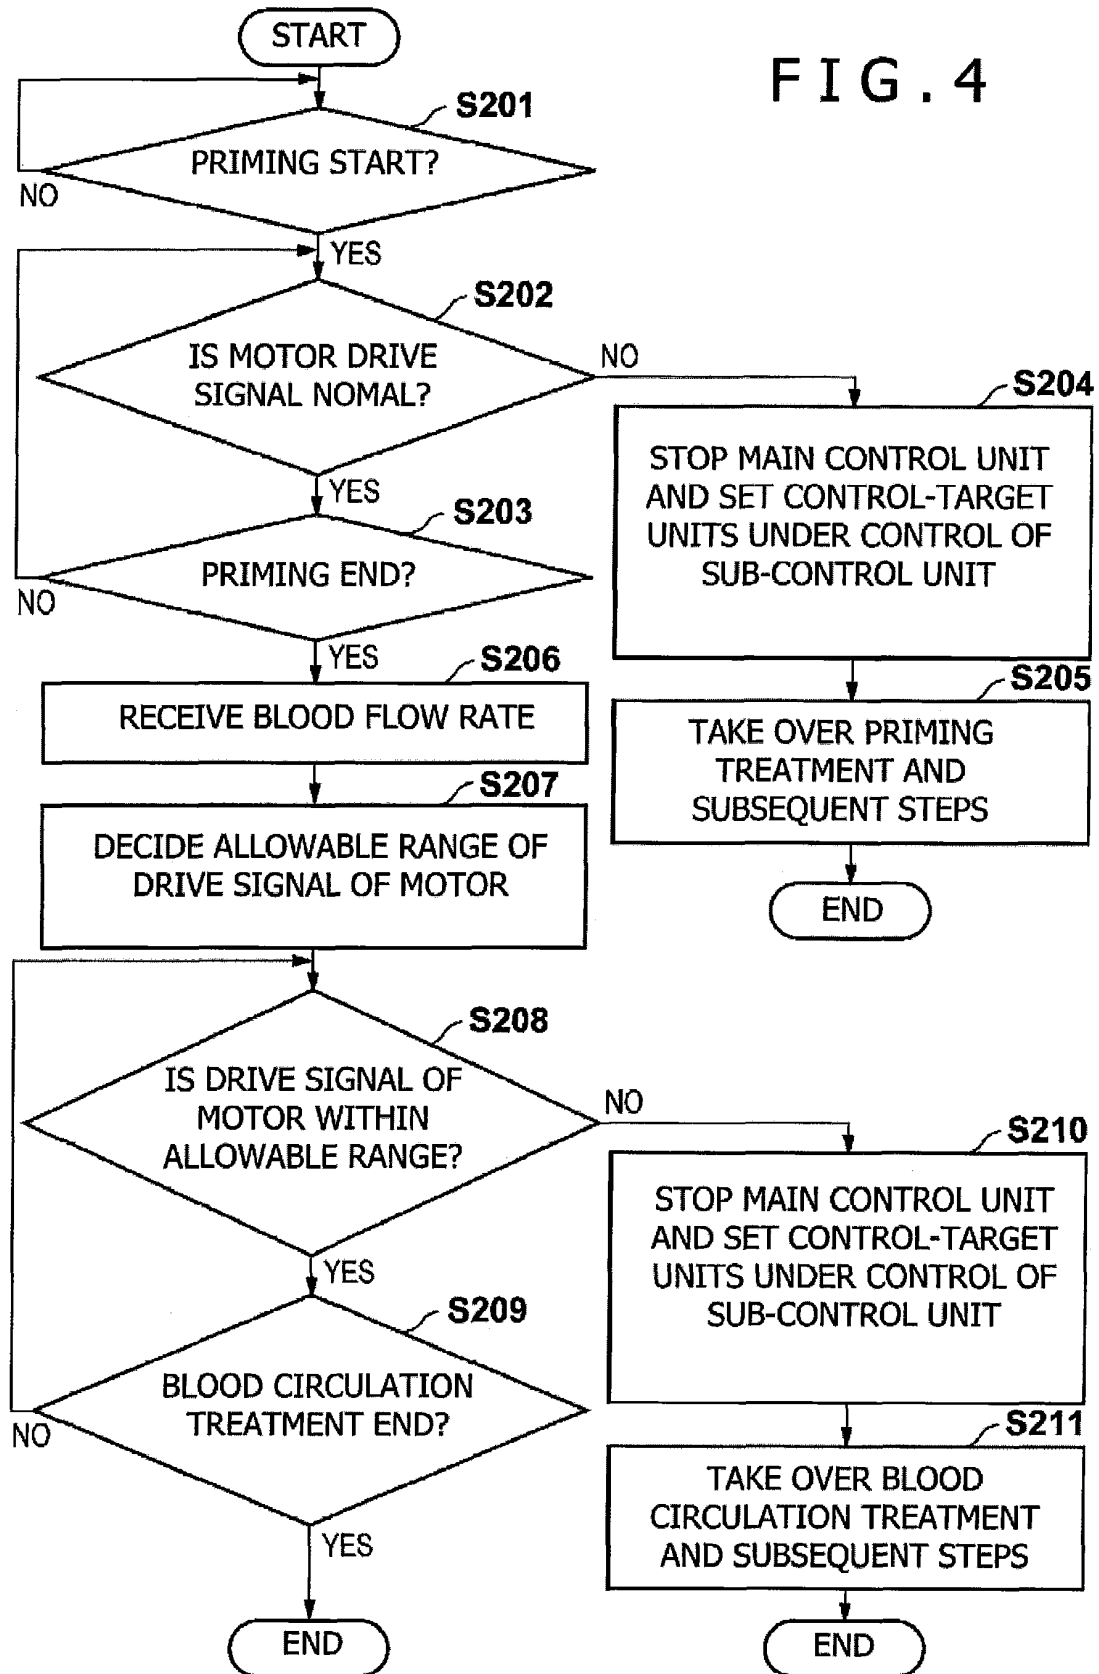 START
FIG.4
S201
PRIMING START?
NO
YES
S202
IS MOTOR DRIVE
SIGNAL NOMAL?
NO
S204
STOP MAIN CONTROL UNIT
AND SET CONTROL-TARGET
UNITS UNDER CONTROL OF
SUB-CONTROL UNIT
YES
S203
PRIMING END?
NO
YES
S205
TAKE OVER PRIMING
TREATMENT AND
SUBSEQUENT STEPS
END
S206
RECEIVE BLOOD FLOW RATE
S207
DECIDE ALLOWABLE RANGE OF
DRIVE SIGNAL OF MOTOR
S208
IS DRIVE SIGNAL OF
MOTOR WITHIN
ALLOWABLE RANGE?
NO
S210
STOP MAIN CONTROL UNIT
AND SET CONTROL-TARGET
UNITS UNDER CONTROL OF
SUB-CONTROL UNIT
YES
S209
BLOOD CIRCULATION
TREATMENT END?
NO
S211
TAKE OVER BLOOD
CIRCULATION TREATMENT
AND SUBSEQUENT STEPS
YES
END
END